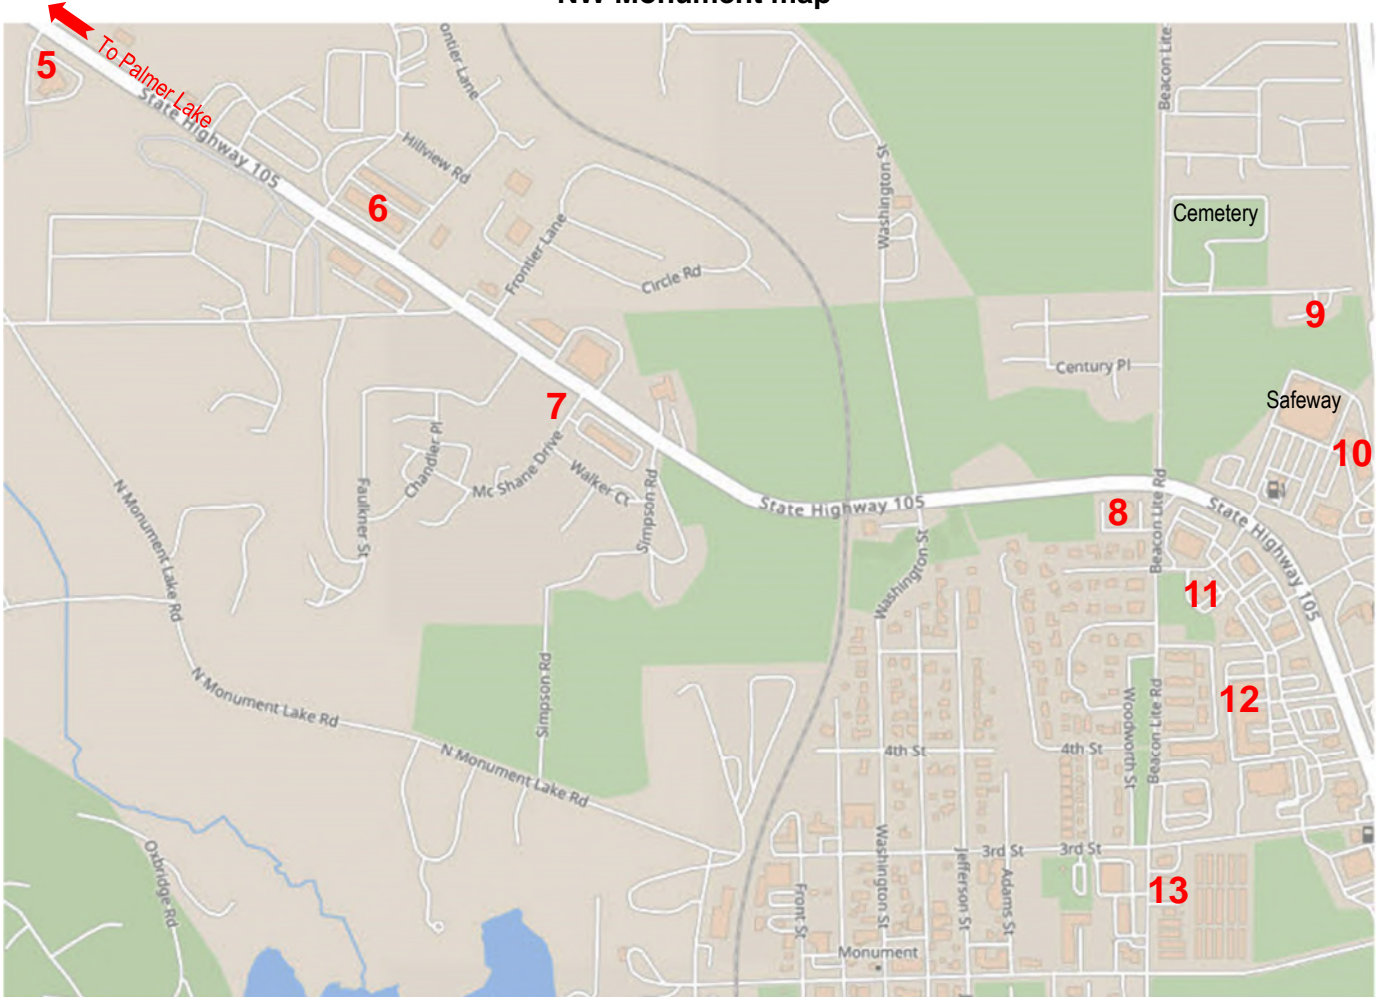 NW Monument map
To Palmer Lake
5
State Highway 105
ontier Lane
Hillview Rd
6
Frontier Lane
Circle Rd
Washington S
Washington St
Beacon Lite
Cemetery
9
Century Pl
Safeway
10
7
Chandler Pl
Mc Shane Drive
Walker Ct
Simpson Rd
Faulkner St
N Monument Lake Rd
State Highway 105
8
Beacon Lite Rd
State Highway 105
11
Washington St
Simpson Rd
N Monument Lake Rd
12
Woodworth St
Beacon Lite Rd
4th St
4th St
N Monument Lake Rd
Oxbridge Rd
3rd St
3rd St
13
Front St
Washington St
Jefferson St
Adams St
Monument